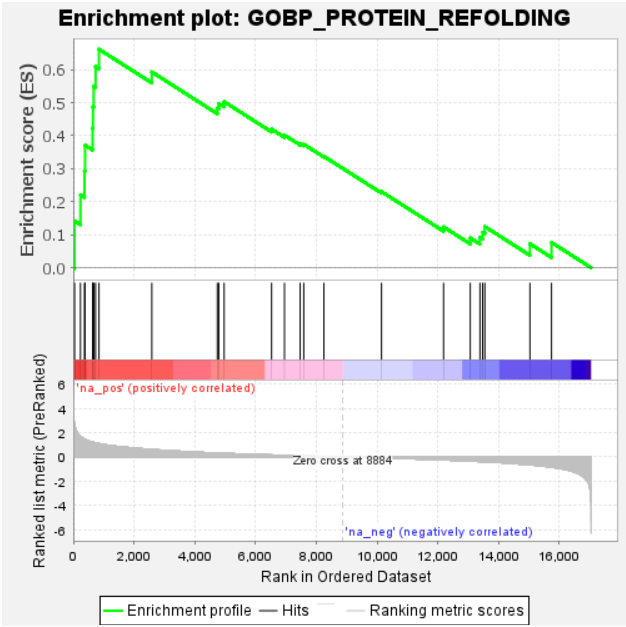 Enrichment plot: GOBP_PROTEIN_REFOLDING
Enrichment score (ES)
0.6
0.5
0.4
0.3
0.2
0.1
0.0
Ranked list metric (PreRanked)
'na_pos' (positively correlated)
6
4
2
0
-2
-4
-6
Zero cross at 8884
'na_neg' (negatively correlated)
0 2,000 4,000 6,000 8,000 10,000 12,000 14,000 16,000
Rank in Ordered Dataset
Enrichment profile Hits Ranking metric scores